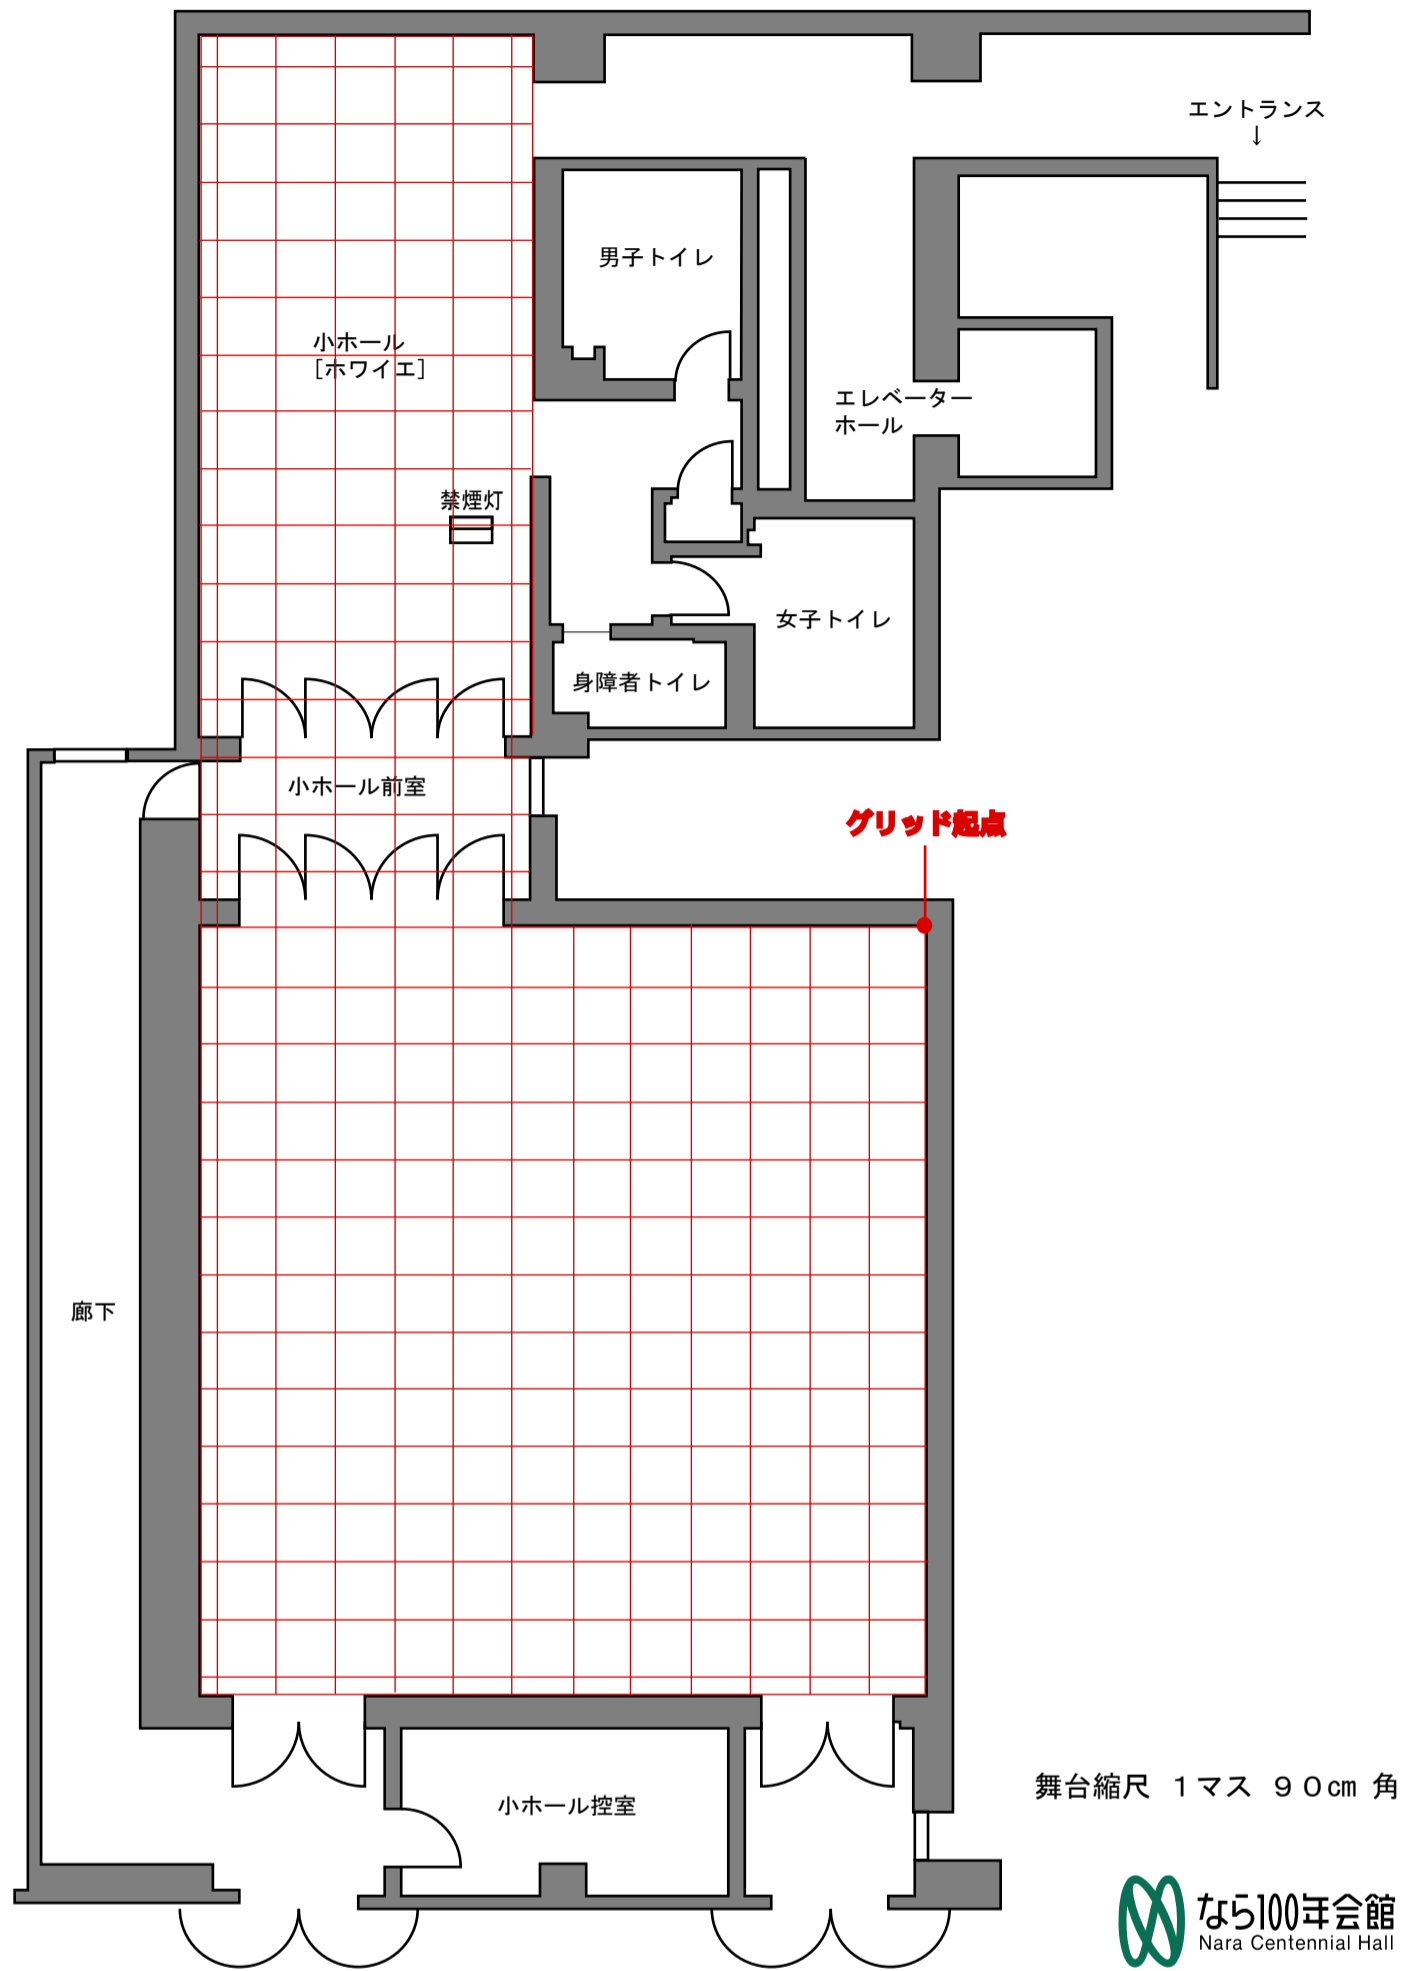 エントランス
↓
男子トイレ
小ホール
[ホワイエ]
エレベーター
ホール
禁煙灯
女子トイレ
身障者トイレ
小ホール前室
グリッド起点
廊下
舞台縮尺 1マス 90cm 角
小ホール控室
なら100年会館
Nara Centennial Hall